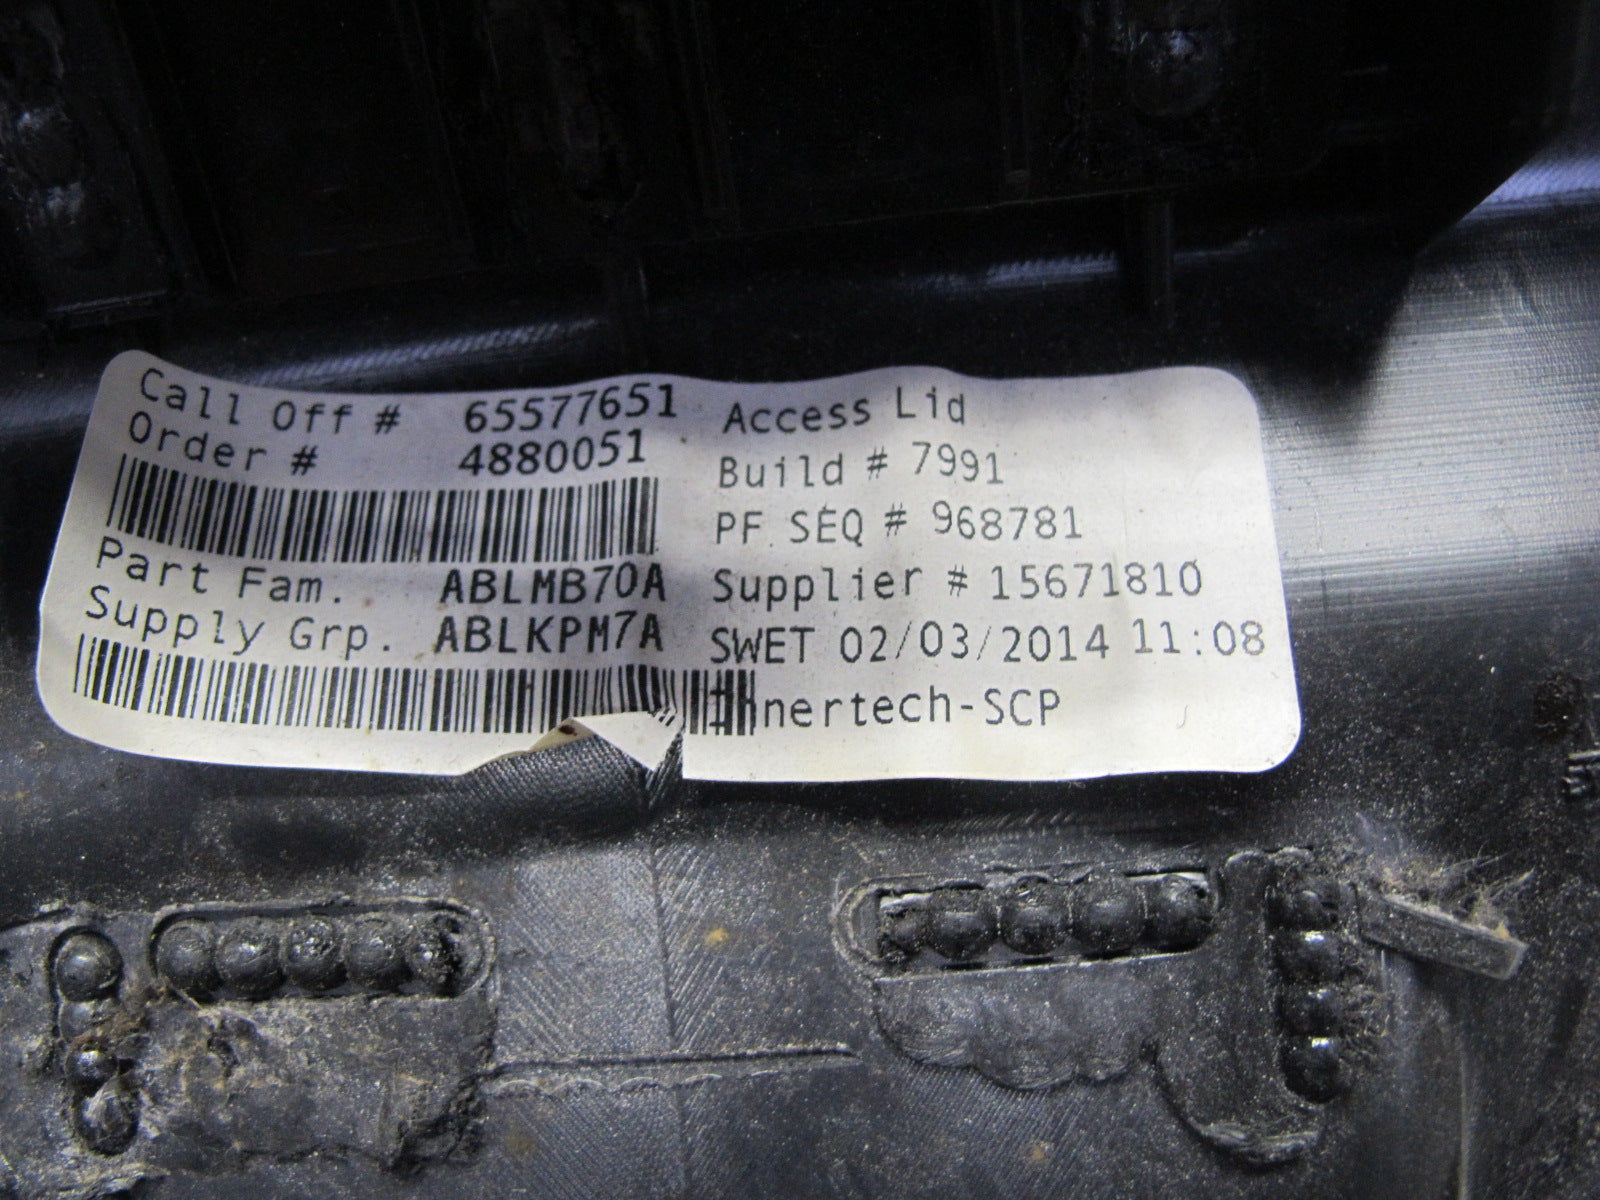 Call Off # 65577651
Order # 4880051
Part Fam. ABLMB70A
Supply Grp. ABLKPM7A
Access Lid
Build # 7991
PF SEQ # 968781
Supplier # 15671810
SWET 02/03/2014 11:08
Innertech-SCP